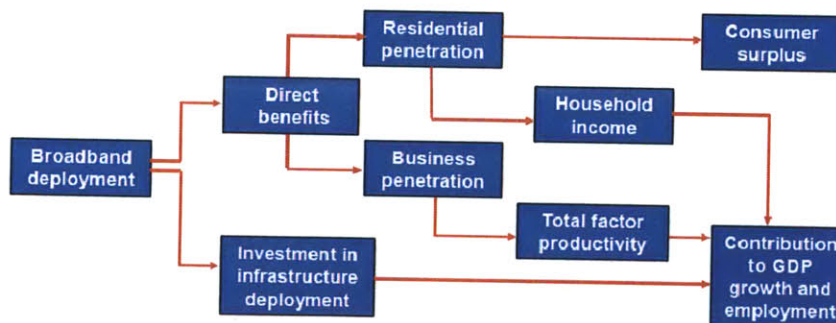 Residential
penetration
Consumer
surplus
Direct
benefits
Household
income
Broadband
deployment
Business
penetration
Total factor
productivity
Contribution
to GDP
growth and
employment
Investment in
infrastructure
deployment